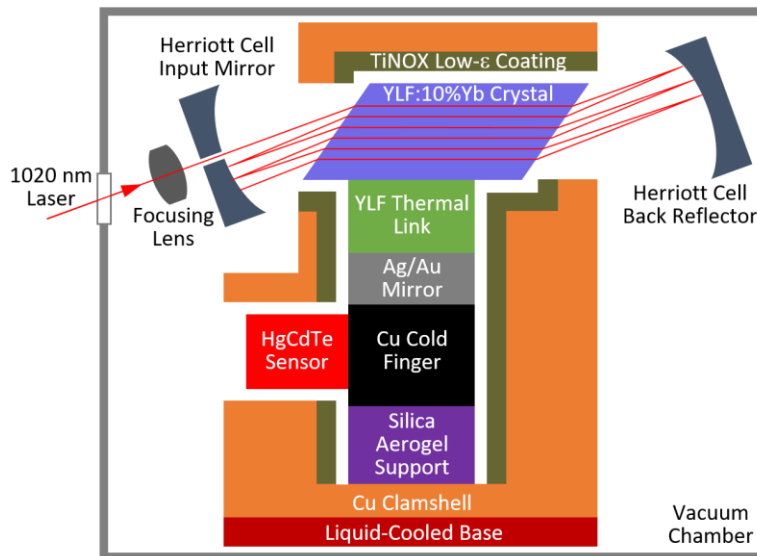 Herriott Cell
Input Mirror
TiNOX Low-ε Coating
YLF:10%Yb Crystal
1020 nm
Laser
Focusing
Lens
Herriott Cell
Back Reflector
YLF Thermal
Link
Ag/Au
Mirror
HgCdTe
Sensor
Cu Cold
Finger
Silica
Aerogel
Support
Cu Clamshell
Liquid-Cooled Base
Vacuum
Chamber